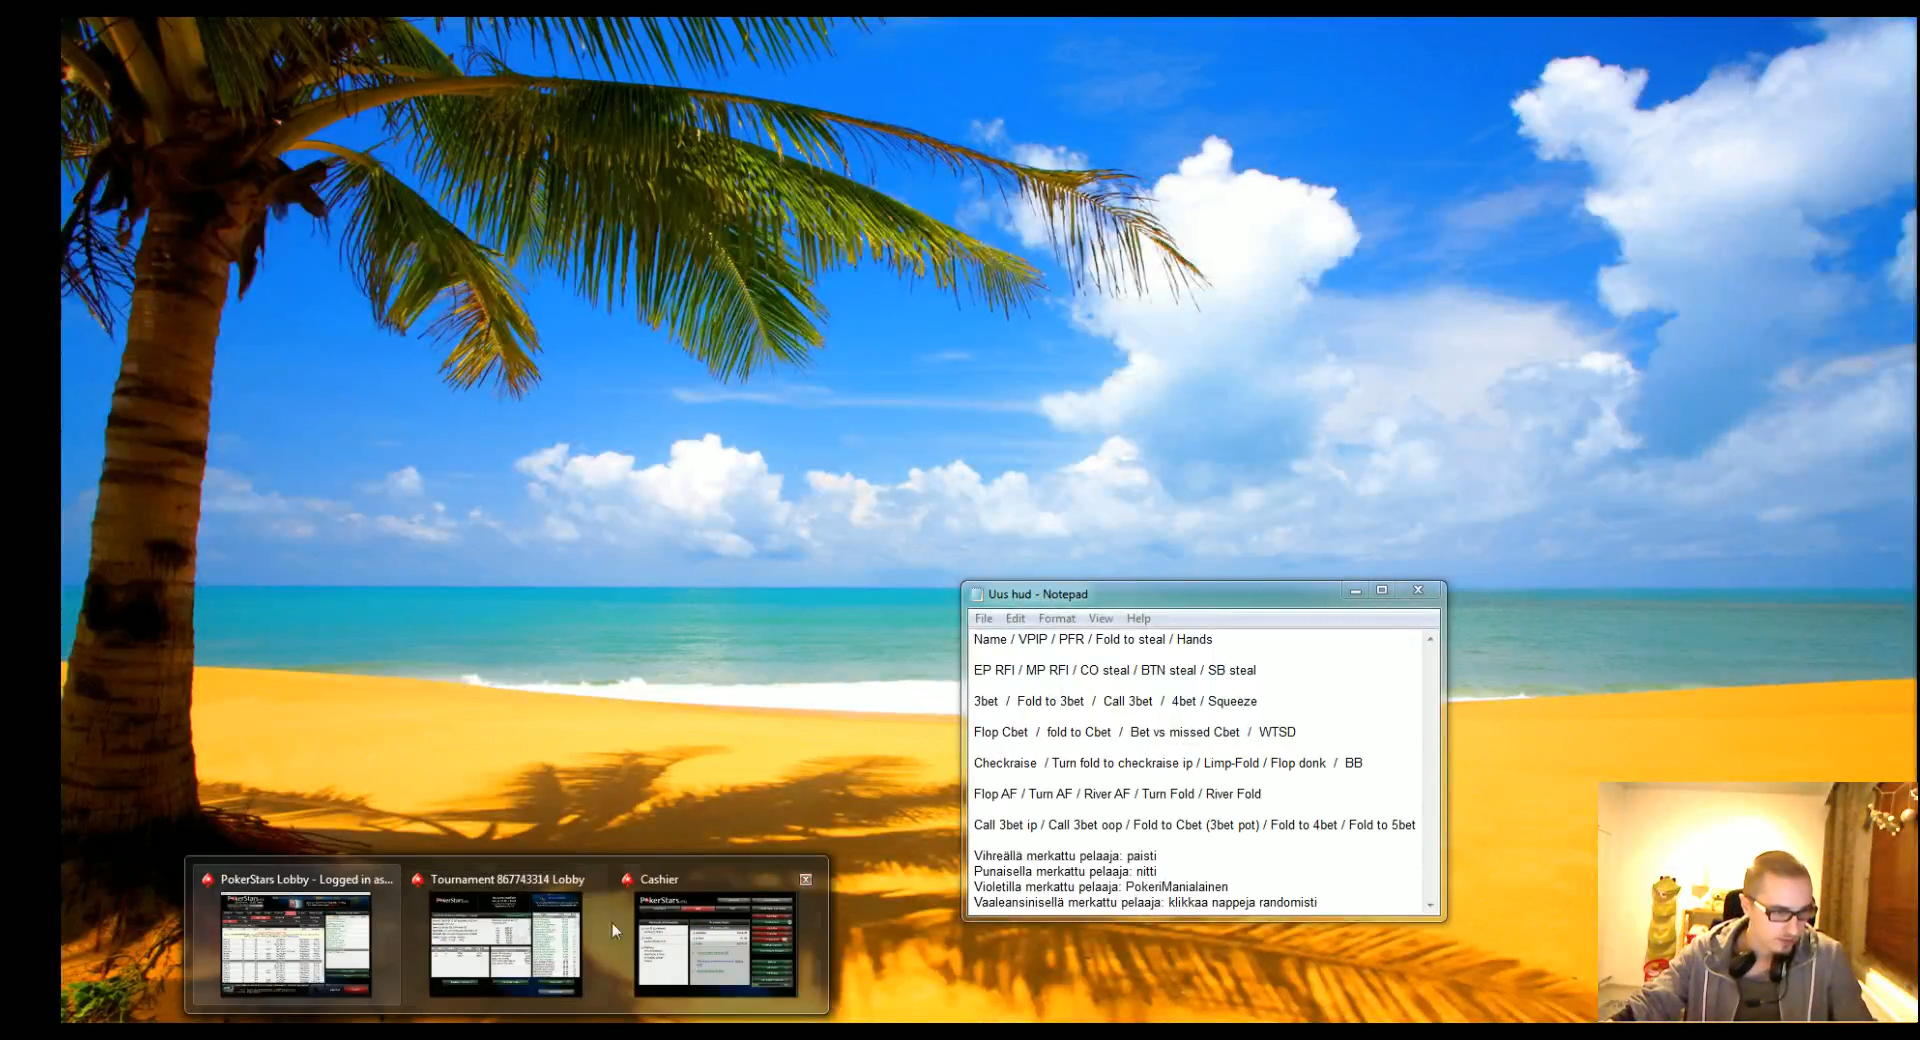 Uus hud - Notepad
File Edit Format View Help
Name / VPIP / PFR / Fold to steal / Hands
EP RFI / MP RFI / CO steal / BTN steal / SB steal
3bet / Fold to 3bet / Call 3bet / 4bet / Squeeze
Flop Cbet / fold to Cbet / Bet vs missed Cbet / WTSD
Checkraise / Turn fold to checkraise ip / Limp-Fold / Flop donk / BB
Flop AF / Turn AF / River AF / Turn Fold / River Fold
Call 3bet ip / Call 3bet oop / Fold to Cbet (3bet pot) / Fold to 4bet / Fold to 5bet
Vihreällä merkattu pelaaja: paisti
Punaisella merkattu pelaaja: nitti
Violetilla merkattu pelaaja: PokeriManialainen
Vaaleansinisellä merkattu pelaaja: klikkaa nappeja randomisti
PokerStars Lobby - Logged in as...
Tournament 867743314 Lobby
Cashier
PokerStars
PokerStars
PokerStars